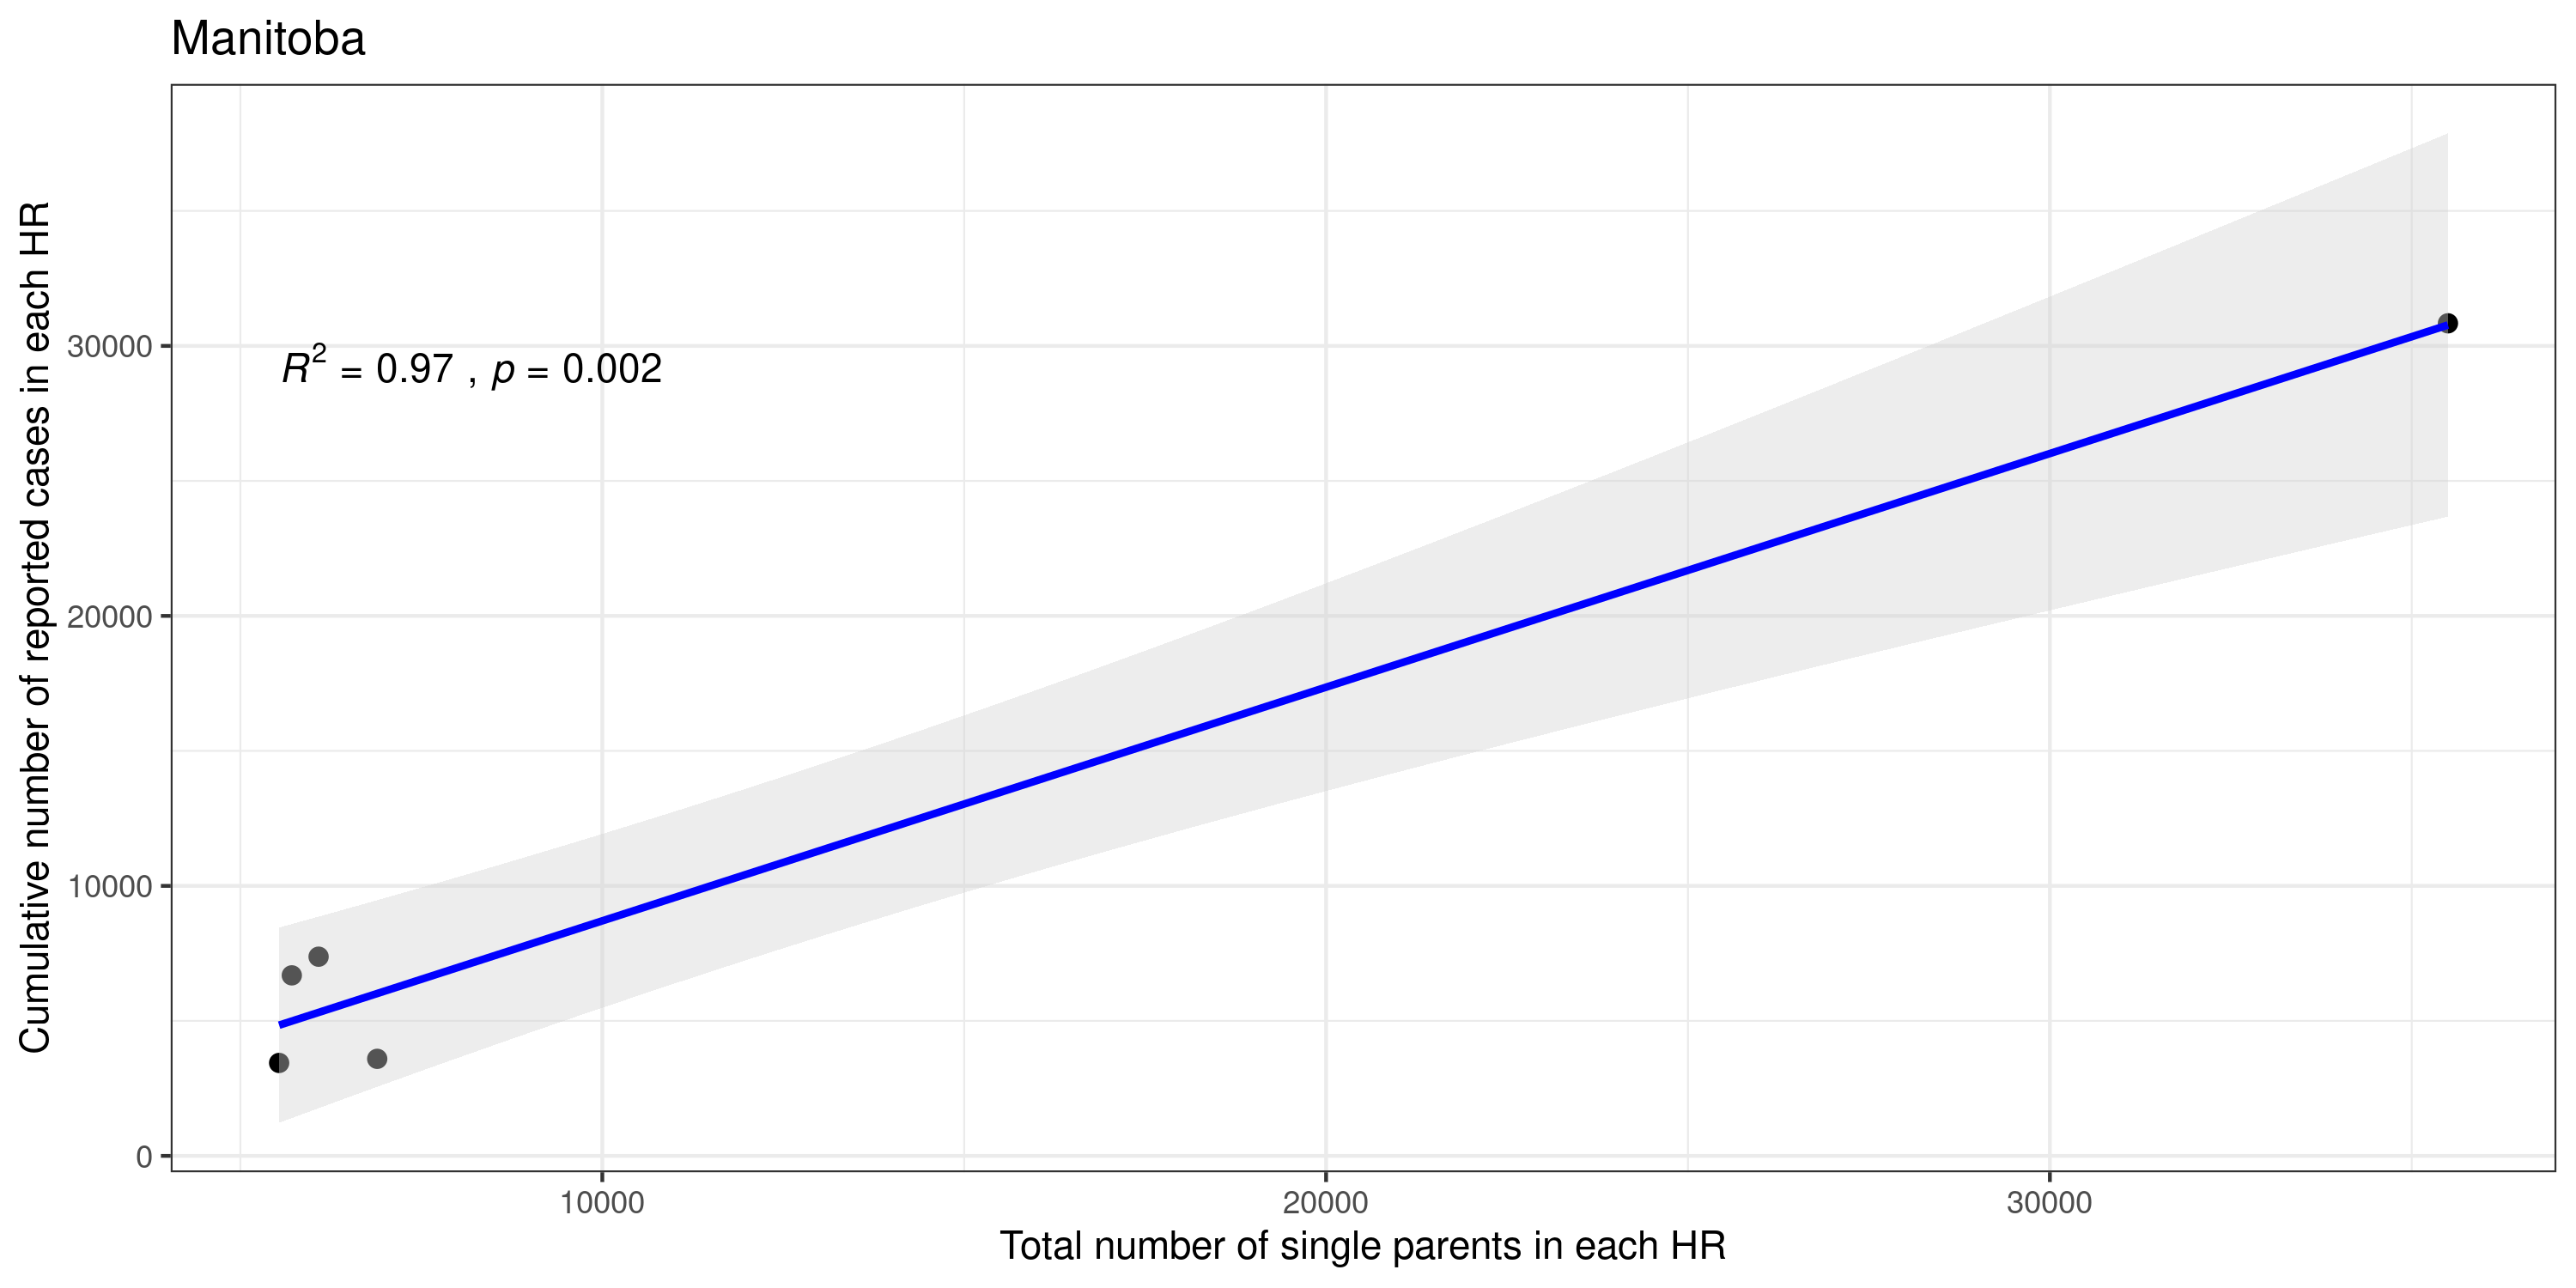 Manitoba
Cumulative number of reported cases in each HR
30000
20000
10000
0
R² = 0.97 , p = 0.002
10000
20000
30000
Total number of single parents in each HR